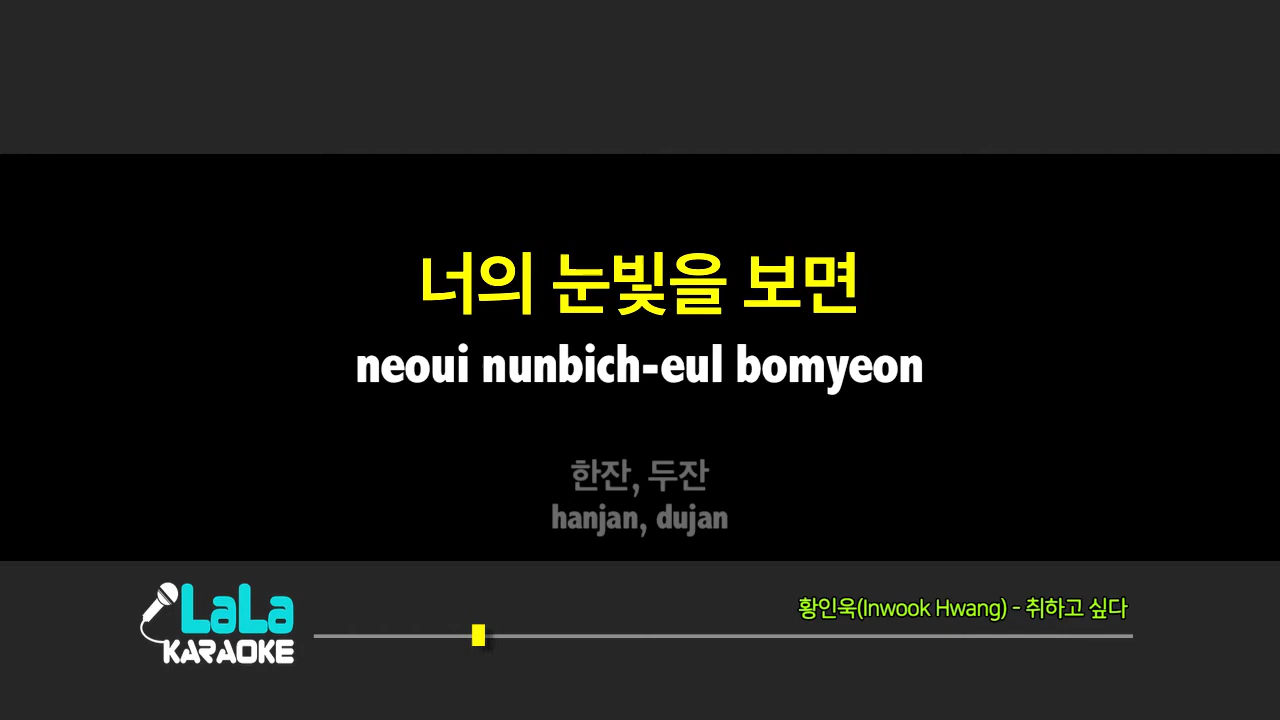 너의 눈빛을 보면
neoui nunbich-eul bomyeon
한잔, 두잔
hanjan, dujan
LaLa
KARAOKE
황인욱(Inwook Hwang) - 취하고 싶다